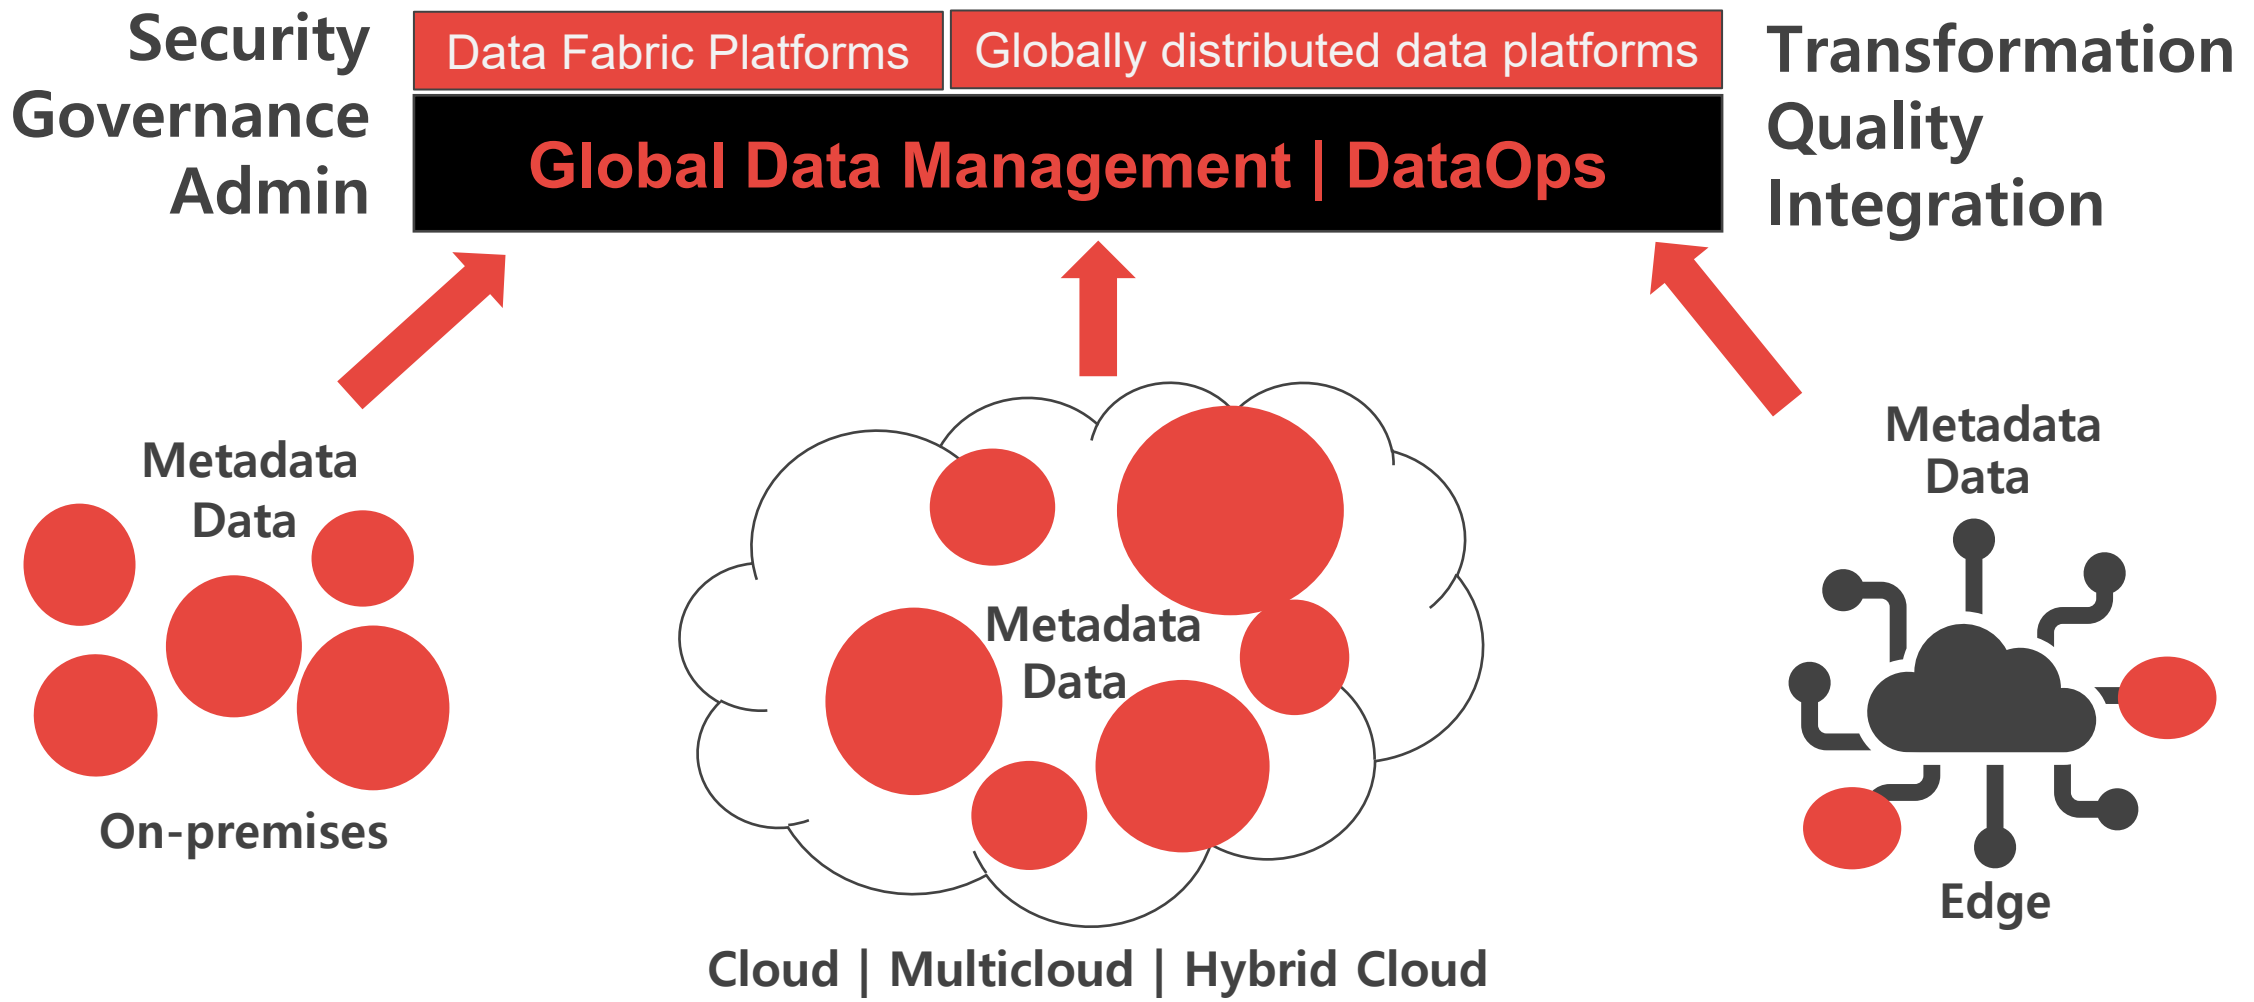 Security
Governance
Admin
Data Fabric Platforms
Globally distributed data platforms
Global Data Management | DataOps
Transformation
Quality
Integration
Metadata
Data
On-premises
Metadata
Data
Cloud | Multicloud | Hybrid Cloud
Metadata
Data
Edge